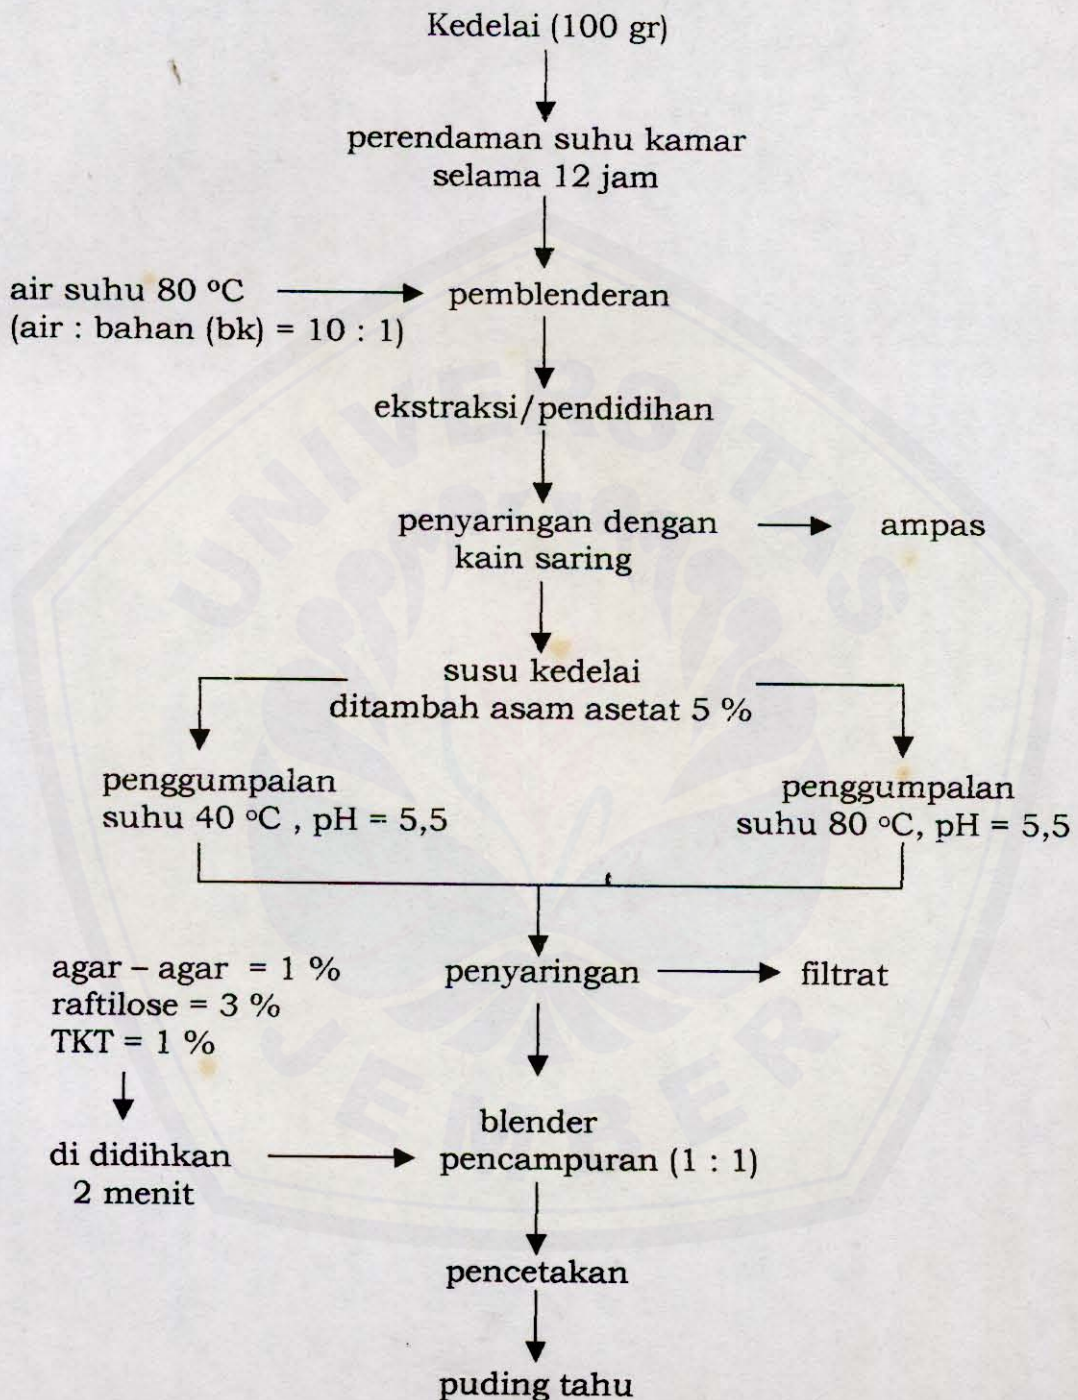 Kedelai (100 gr)
perendaman suhu kamar
selama 12 jam
air suhu 80 °C
(air : bahan (bk) = 10 : 1)
pemblenderan
ekstraksi/pendidihan
penyaringan dengan
kain saring
ampas
susu kedelai
ditambah asam asetat 5 %
penggumpalan
suhu 40 °C , pH = 5,5
penggumpalan
suhu 80 °C, pH = 5,5
agar – agar = 1 %
raftilose = 3 %
TKT = 1 %
penyaringan
filtrat
di didihkan
2 menit
blender
pencampuran (1 : 1)
pencetakan
puding tahu
UNIVERSITAS
JEMBER